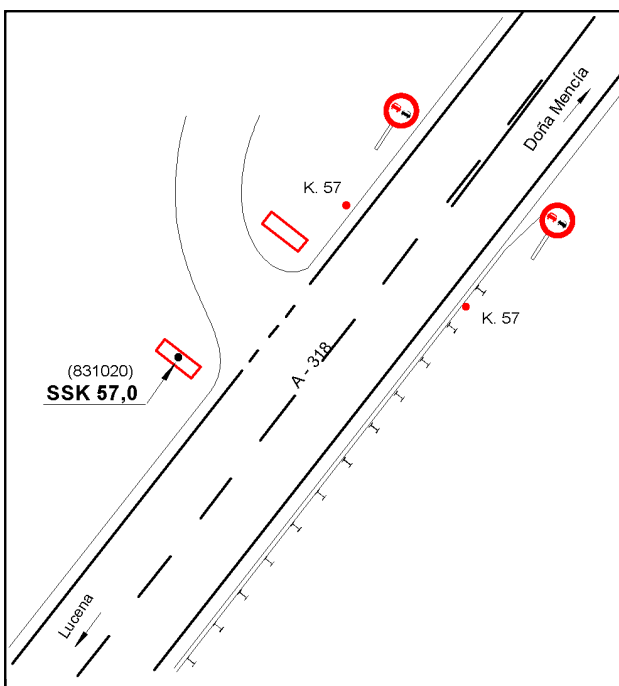 Doña Mencía
K. 57
K. 57
A - 318
(831020)
SSK 57,0
Lucena